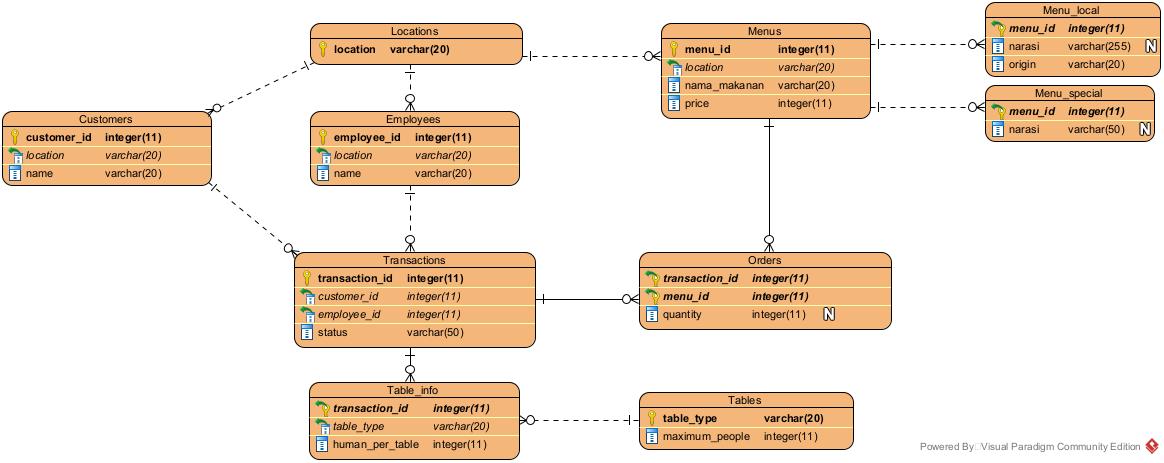 Locations
location varchar(20)
Menus
menu_id integer(11)
location varchar(20)
nama_makanan varchar(20)
price integer(11)
Menu_local
menu_id integer(11)
narasi varchar(255) N
origin varchar(20)
Menu_special
menu_id integer(11)
narasi varchar(50) N
Customers
customer_id integer(11)
location varchar(20)
name varchar(20)
Employees
employee_id integer(11)
location varchar(20)
name varchar(20)
Transactions
transaction_id integer(11)
customer_id integer(11)
employee_id integer(11)
status varchar(50)
Orders
transaction_id integer(11)
menu_id integer(11)
quantity integer(11) N
Table_info
transaction_id integer(11)
table_type varchar(20)
human_per_table integer(11)
Tables
table_type varchar(20)
maximum_people integer(11)
Powered By Visual Paradigm Community Edition